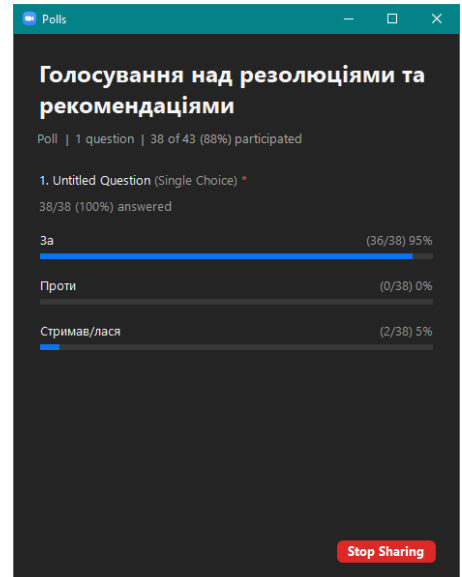 Polls
Голосування над резолюціями та
рекомендаціями
Poll | 1 question | 38 of 43 (88%) participated
1. Untitled Question (Single Choice) *
38/38 (100%) answered
За (36/38) 95%
Проти (0/38) 0%
Стримав/лася (2/38) 5%
Stop Sharing